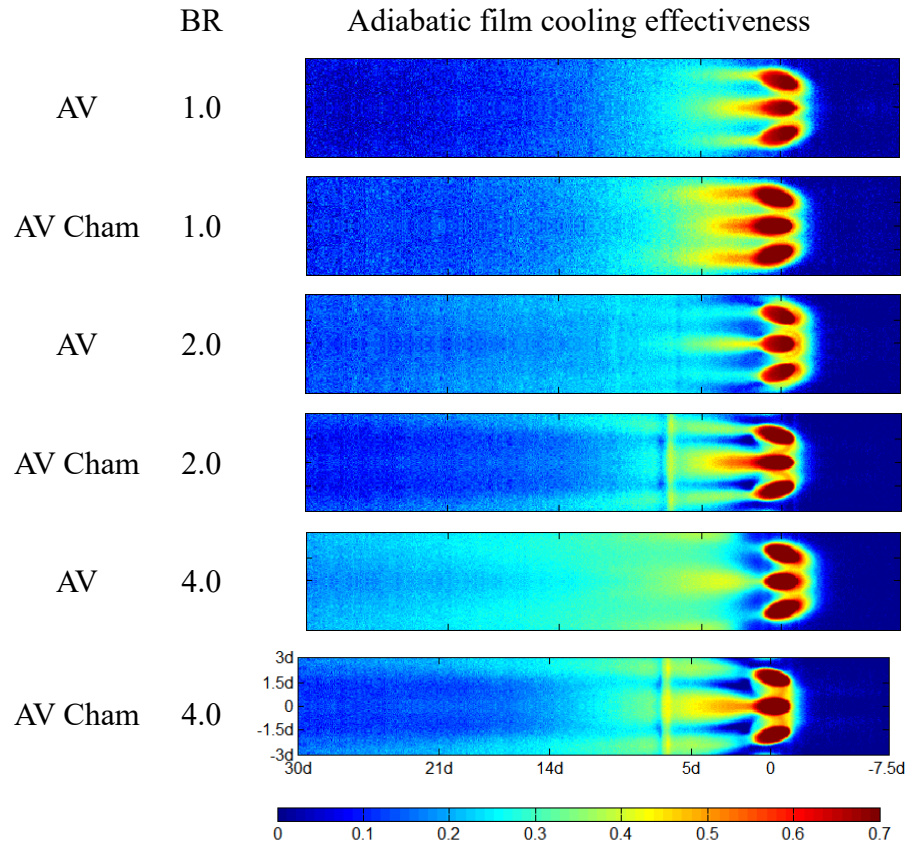 BR Adiabatic film cooling effectiveness
AV 1.0
AV Cham 1.0
AV 2.0
AV Cham 2.0
AV 4.0
AV Cham 4.0
3d
1.5d
0
-1.5d
-3d
30d 21d 14d 5d 0 -7.5d
0 0.1 0.2 0.3 0.4 0.5 0.6 0.7